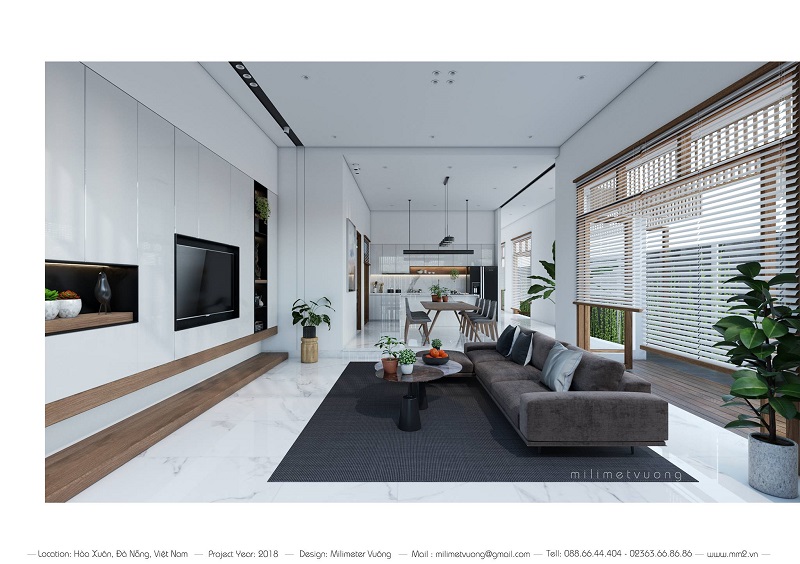 milimetvuong
— Location: Hòa Xuân, Đà Nẵng, Việt Nam — Project Year: 2018 — Design: Milimeter Vuông — Mail : milimetvuong@gmail.com — Tell: 088.66.44.404 - 02363.66.86.86 — www.mm2.vn —